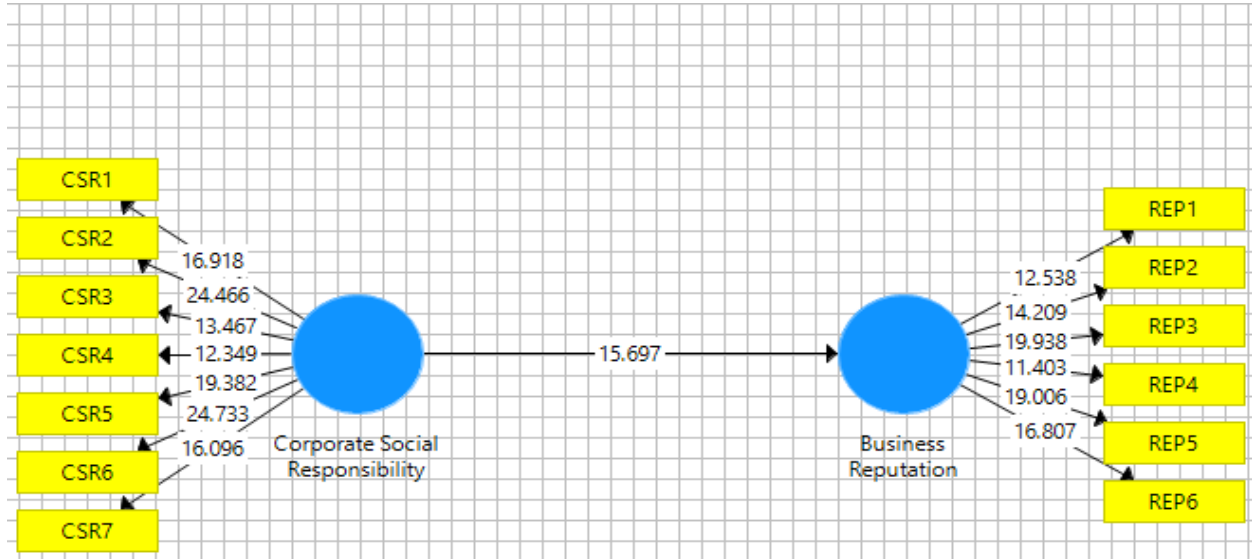 CSR1
CSR2
CSR3
CSR4
CSR5
CSR6
CSR7
16.918
24.466
13.467
12.349
19.382
24.733
16.096
Corporate Social
Responsibility
15.697
Business
Reputation
12.538
14.209
19.938
11.403
19.006
16.807
REP1
REP2
REP3
REP4
REP5
REP6